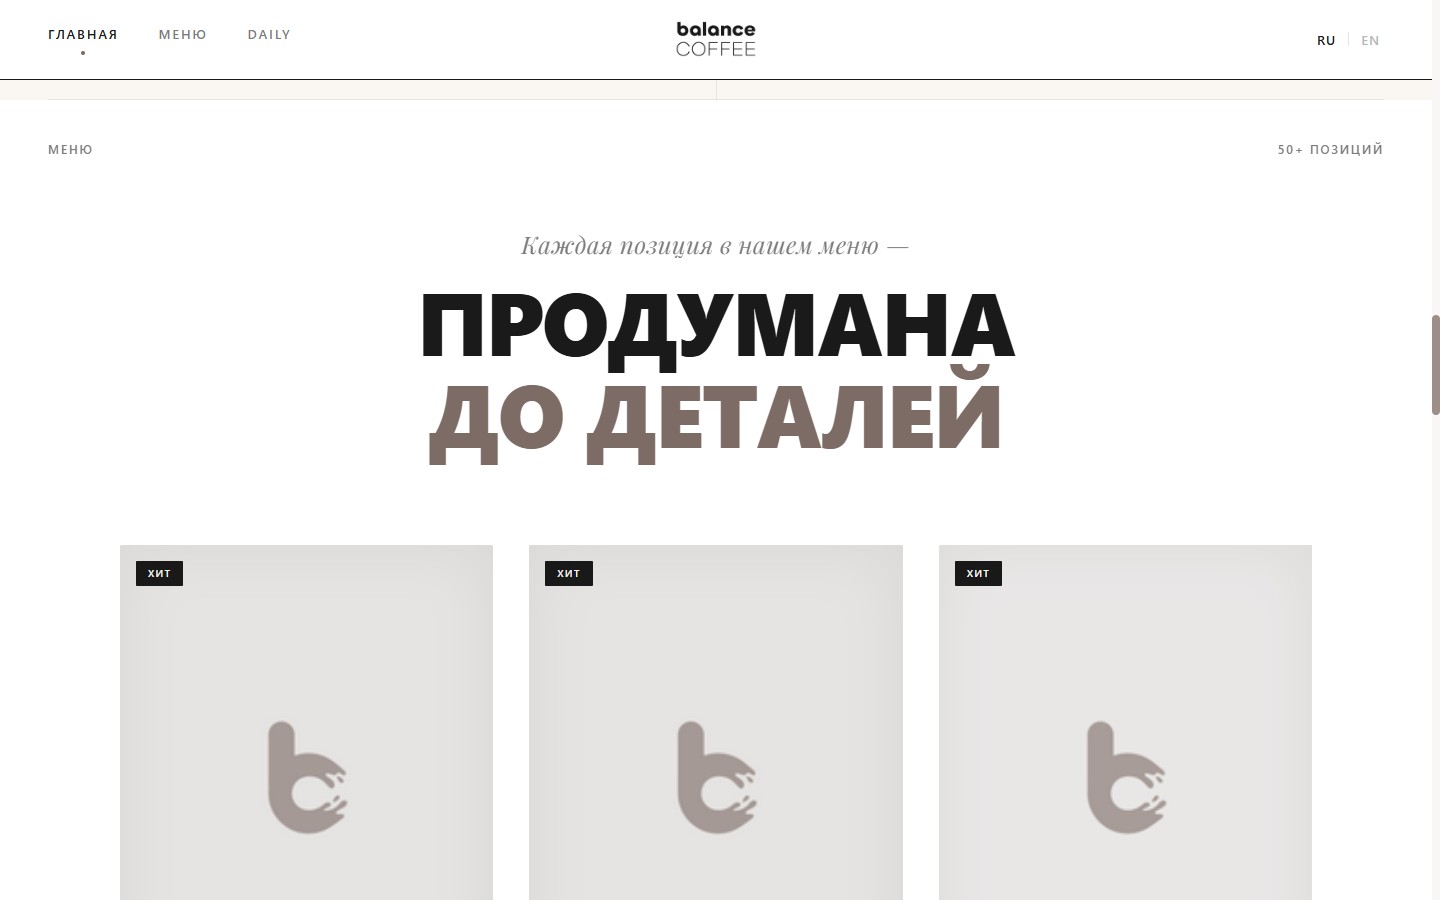 ГЛАВНАЯ МЕНЮ DAILY
balance
COFFEE
RU EN
МЕНЮ
50+ ПОЗИЦИЙ
Каждая позиция в нашем меню —
ПРОДУМАНА
ДО ДЕТАЛЕЙ
ХИТ ХИТ ХИТ